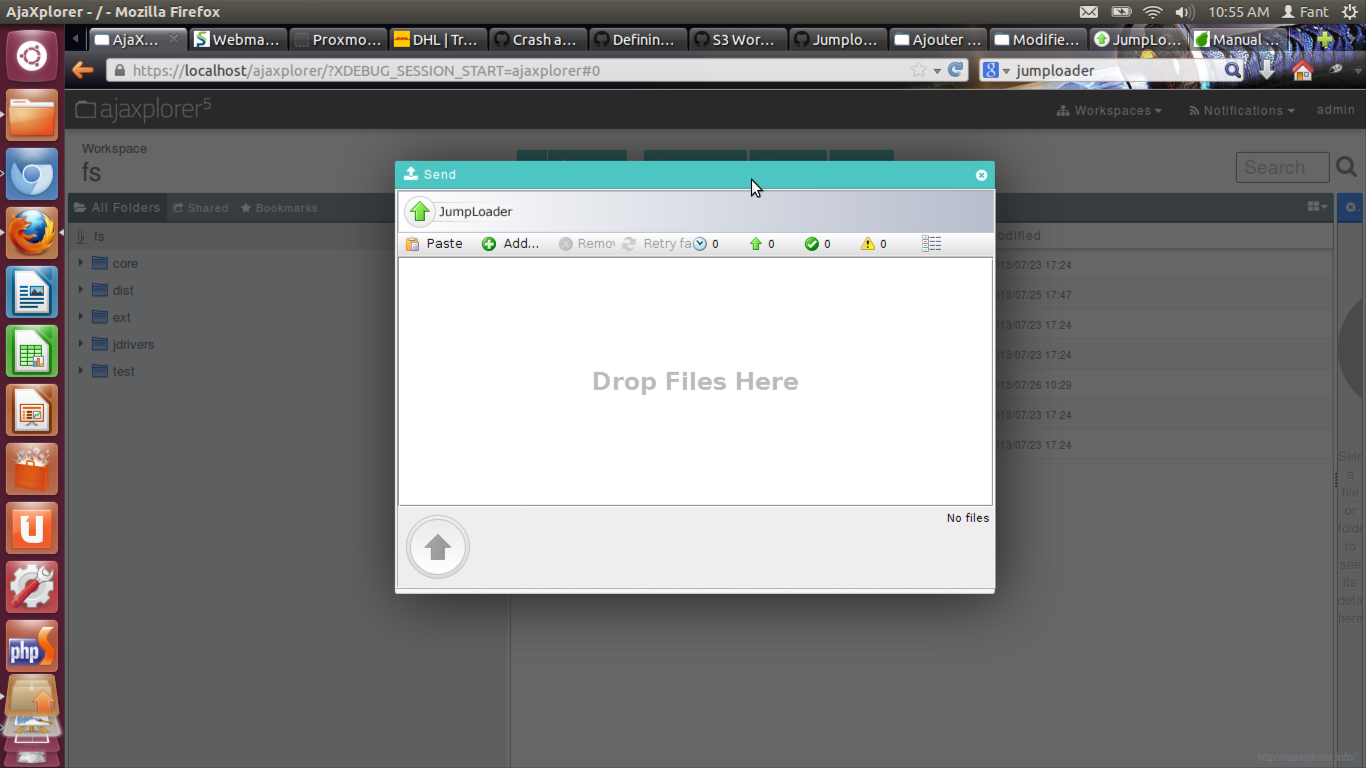 AjaXplorer - / - Mozilla Firefox
10:55 AM Fant
AjaX... Webma... Proxmo... DHL | Tr... Crash a... Definin... S3 Wor... Jumplo... Ajouter ... Modifie... JumpLo... Manual ...
https://localhost/ajaxplorer/?XDEBUG_SESSION_START=ajaxplorer#0
jumploader
ajaxplorer5
Workspaces Notifications admin
Workspace
fs
Search
Send
All Folders Shared Bookmarks
JumpLoader
fs
Paste Add... Remov Retry fa 0 0 0 0
odified
core
dist
ext
jdrivers
test
013/07/23 17:24
013/07/25 17:47
013/07/23 17:24
013/07/23 17:24
013/07/26 10:29
013/07/23 17:24
013/07/23 17:24
Drop Files Here
Sele
a
file
or
folde
to
see
its
deta
here
No files
php
http://ajaxplorer.info/